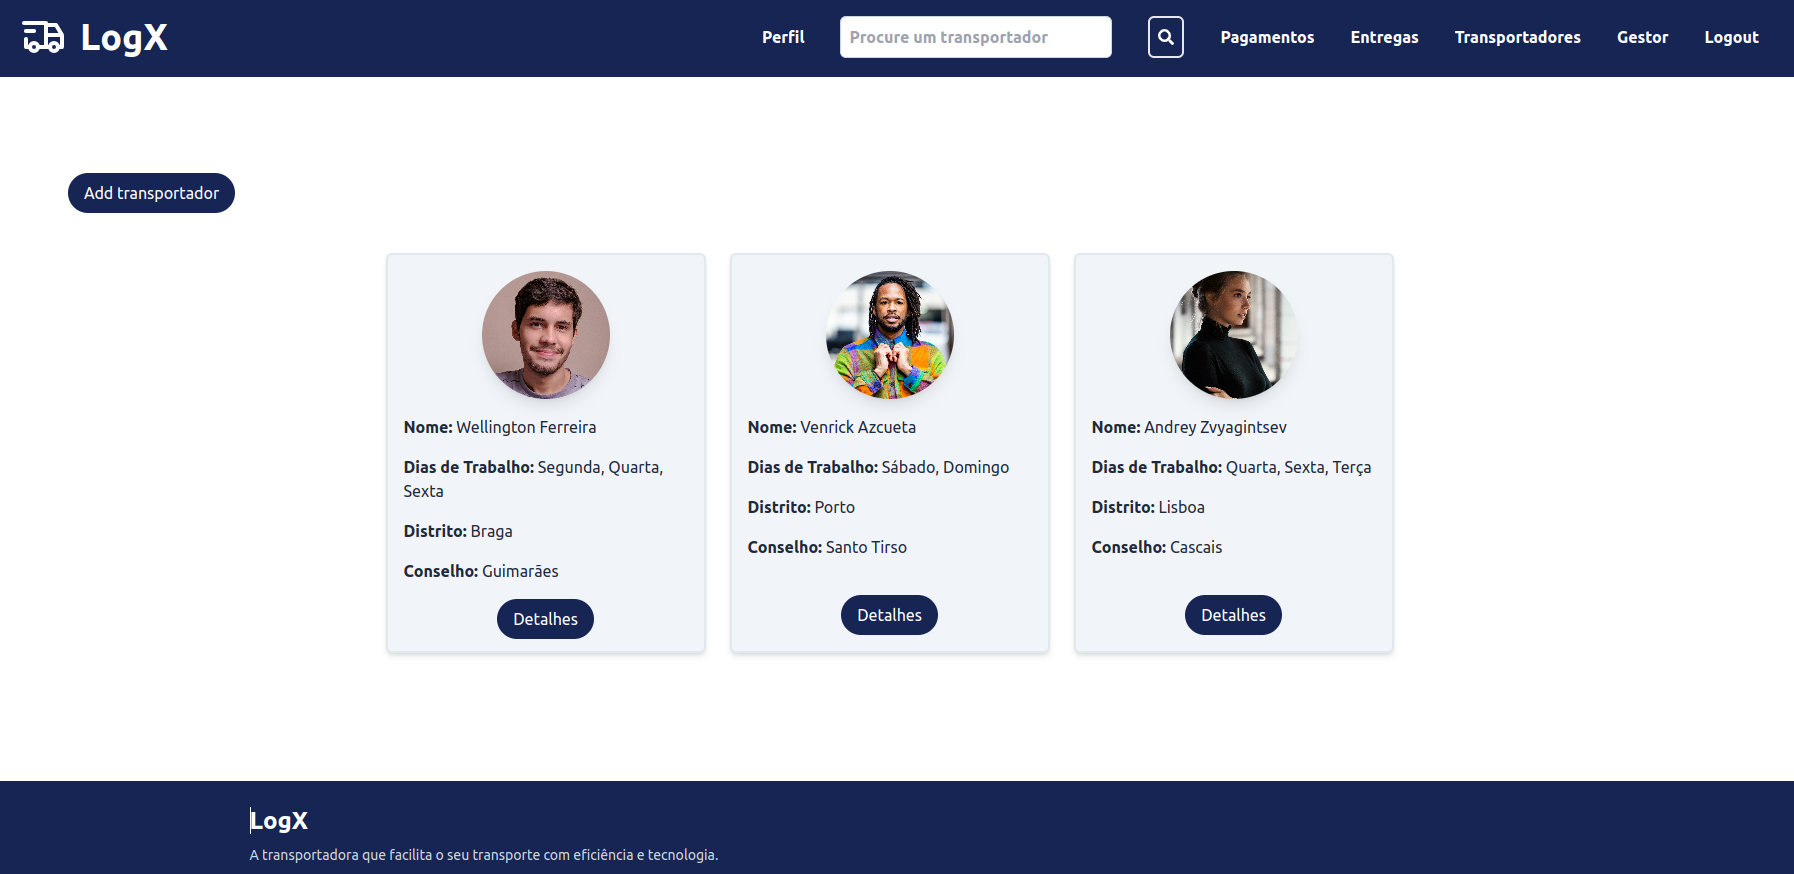 LogX
Perfil
Procure um transportador
Pagamentos
Entregas
Transportadores
Gestor
Logout
Add transportador
Nome: Wellington Ferreira
Dias de Trabalho: Segunda, Quarta,
Sexta
Distrito: Braga
Conselho: Guimarães
Detalhes
Nome: Venrick Azcueta
Dias de Trabalho: Sábado, Domingo
Distrito: Porto
Conselho: Santo Tirso
Detalhes
Nome: Andrey Zvyagintsev
Dias de Trabalho: Quarta, Sexta, Terça
Distrito: Lisboa
Conselho: Cascais
Detalhes
LogX
A transportadora que facilita o seu transporte com eficiência e tecnologia.